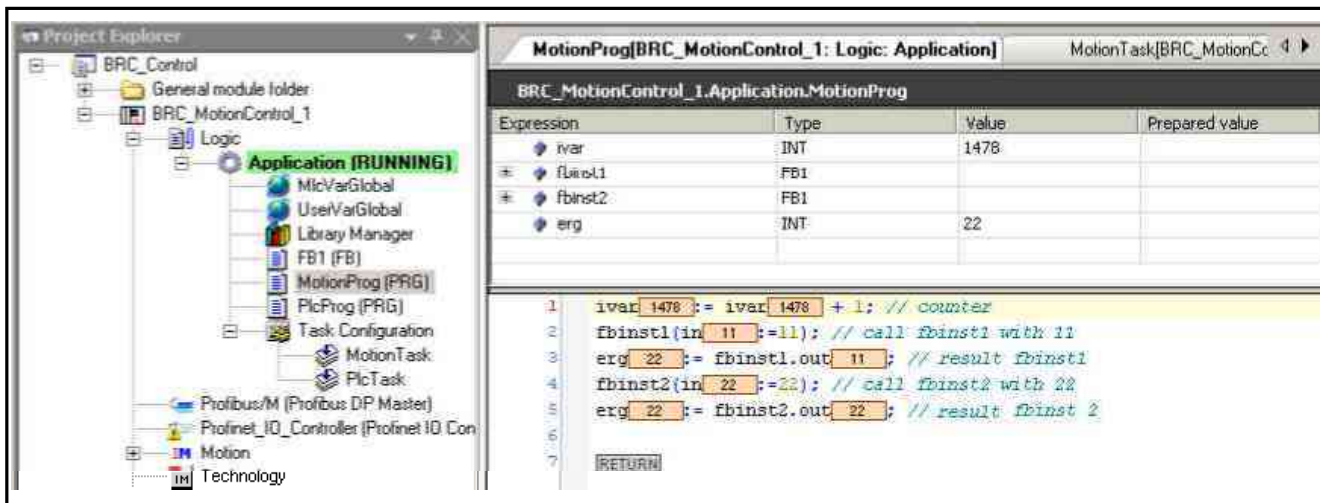 Project Explorer
BRC_Control
General module folder
BRC_MotionControl_1
Logic
Application [RUNNING]
MlcVarGlobal
UserVarGlobal
Library Manager
FB1 (FB)
MotionProg (PRG)
PlcProg (PRG)
Task Configuration
MotionTask
PlcTask
Profibus/M (Profibus DP Master)
Profinet_IO_Controller (Profinet IO Con
IM Motion
IM Technology
MotionProg[BRC_MotionControl_1: Logic: Application] MotionTask[BRC_MotionCc
BRC_MotionControl_1.Application.MotionProg
Expression Type Value Prepared value
ivar INT 1478
fbinst1 FB1
fbinst2 FB1
erg INT 22
1 ivar 1478 := ivar 1478 + 1; // counter
2 fbinst1(in 11 :=11); // call fbinst1 with 11
3 erg 22 := fbinst1.out 11 ; // result fbinst1
4 fbinst2(in 22 :=22); // call fbinst2 with 22
5 erg 22 := fbinst2.out 22 ; // result fbinst 2
6
7 RETURN